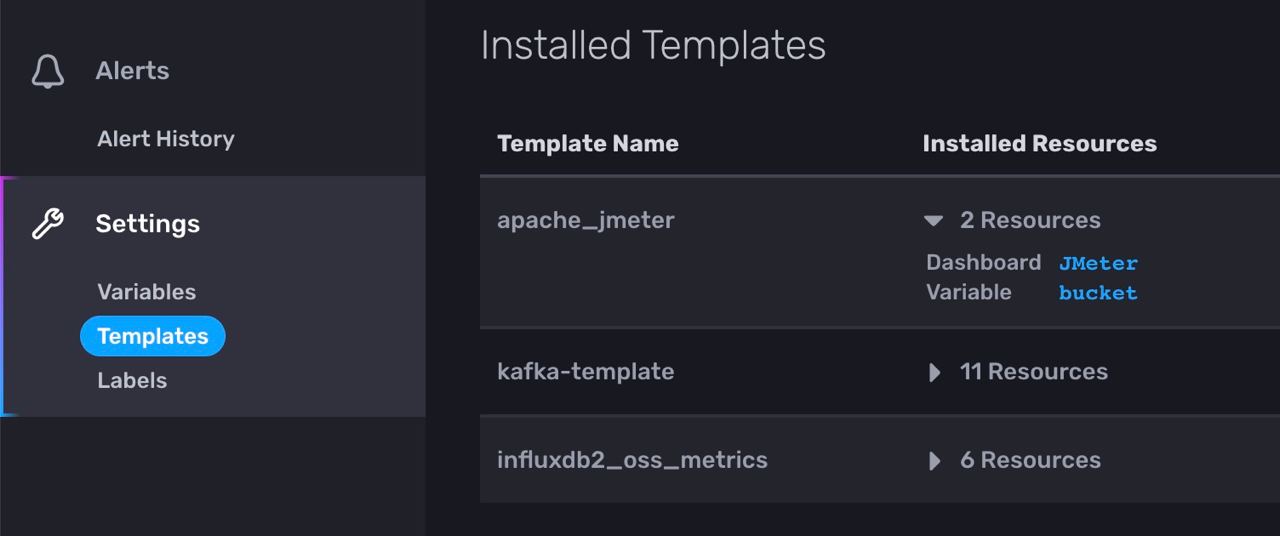 Alerts
Alert History
Settings
Variables
Templates
Labels
Installed Templates
Template Name Installed Resources
apache_jmeter 2 Resources
Dashboard JMeter
Variable bucket
kafka-template 11 Resources
influxdb2_oss_metrics 6 Resources